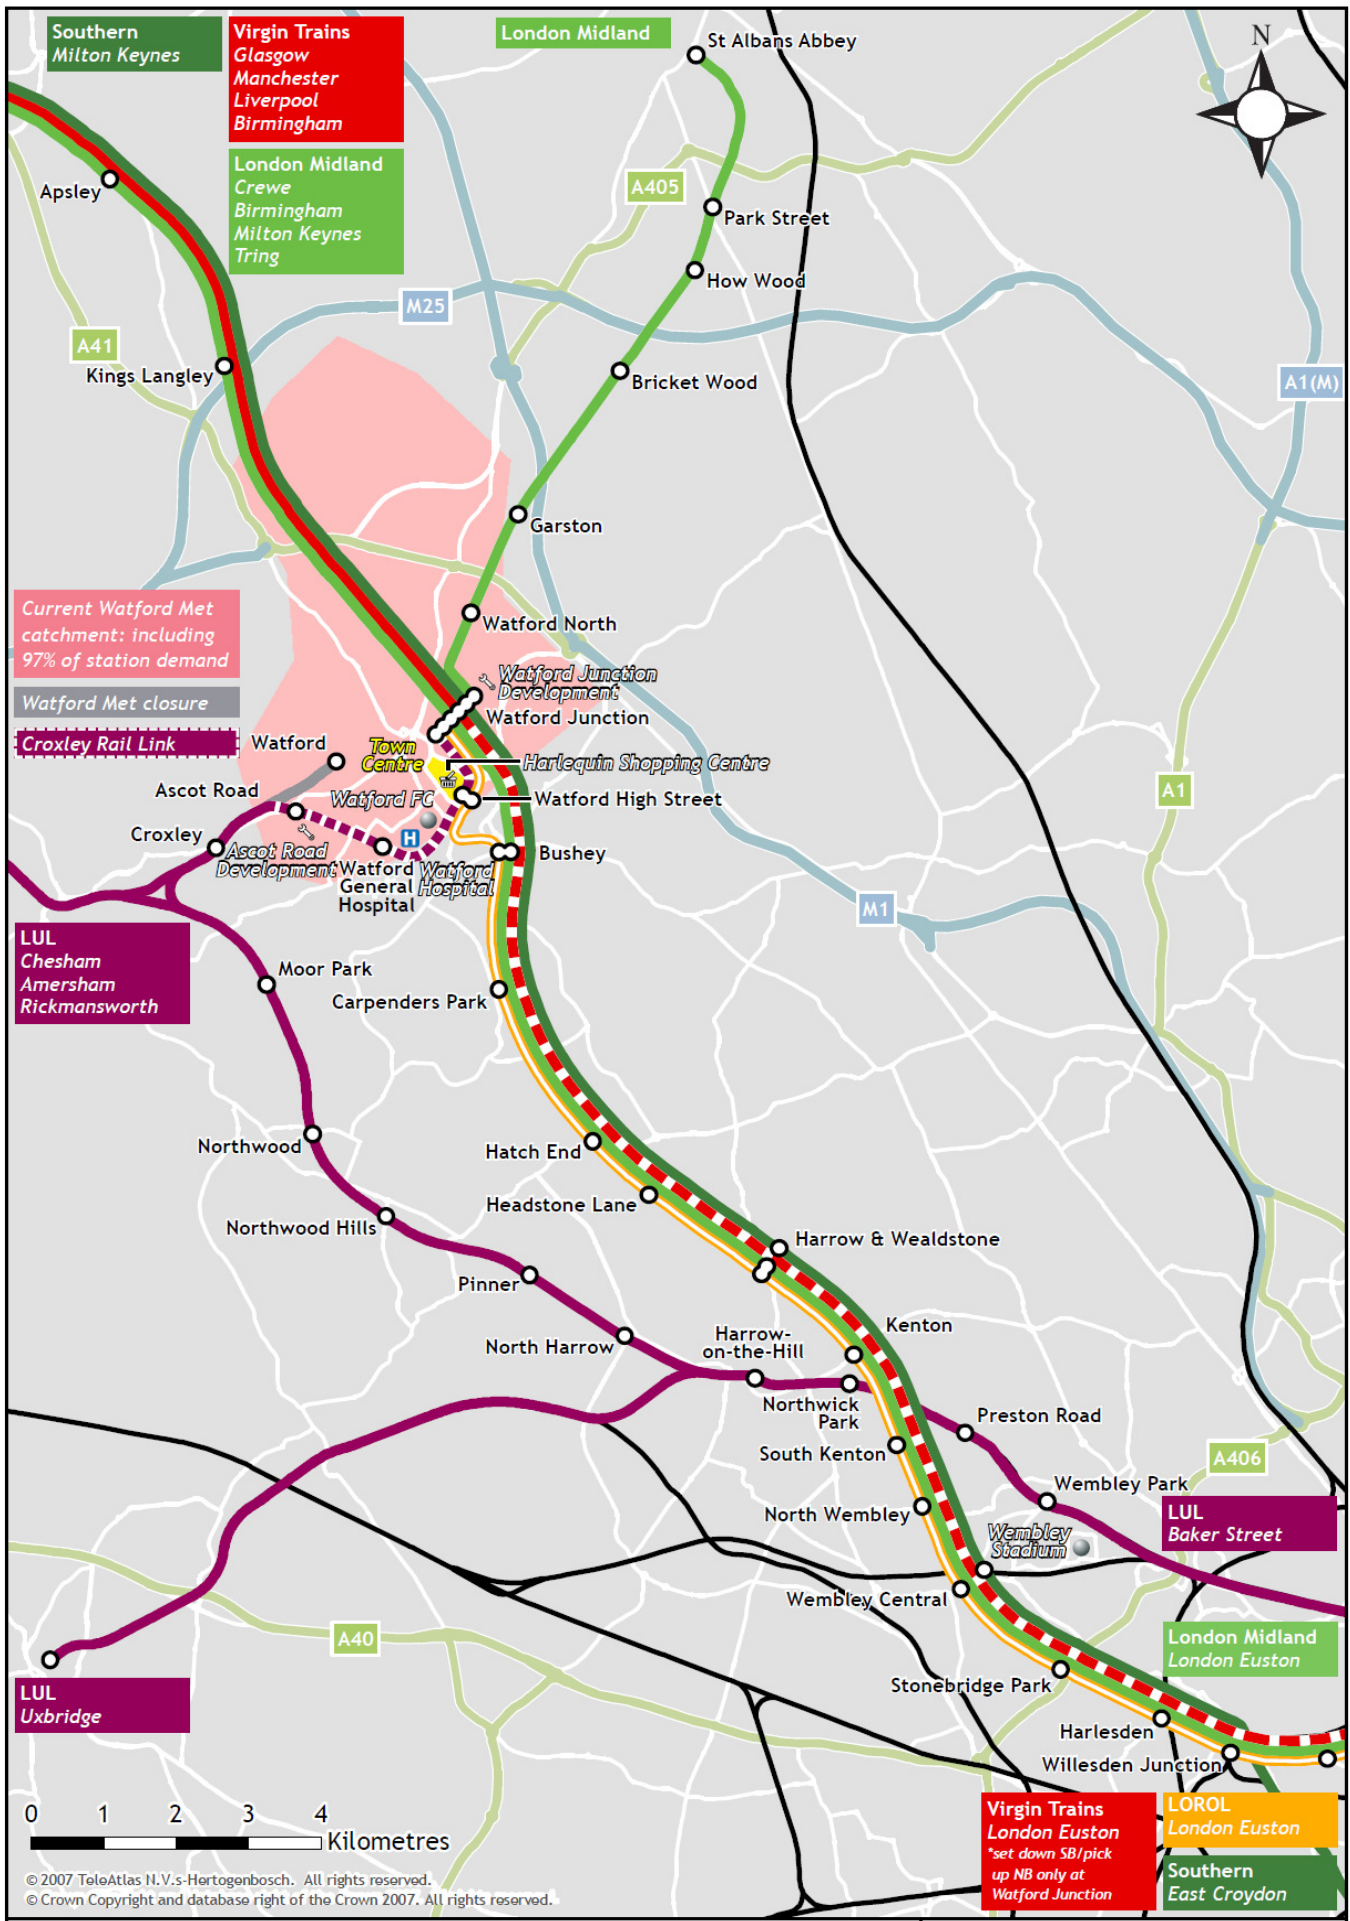 Southern
Milton Keynes
Virgin Trains
Glasgow
Manchester
Liverpool
Birmingham
London Midland
Crewe
Birmingham
Milton Keynes
Tring
London Midland
St Albans Abbey
N
Apsley
A405
Park Street
How Wood
M25
A41
Kings Langley
Bricket Wood
A1(M)
Garston
Current Watford Met
catchment: including
97% of station demand
Watford North
Watford Met closure
Watford Junction
Development
Watford Junction
Croxley Rail Link
Watford
Town
Centre
Harlequin Shopping Centre
Ascot Road
Watford FC
Watford High Street
A1
Croxley
H
Ascot Road
Development
Watford
General
Hospital
Watford
Hospital
Bushey
M1
LUL
Chesham
Amersham
Rickmansworth
Moor Park
Carpenders Park
Northwood
Hatch End
Headstone Lane
Northwood Hills
Harrow & Wealdstone
Pinner
North Harrow
Harrow-
on-the-Hill
Kenton
Northwick
Park
Preston Road
South Kenton
A406
Wembley Park
North Wembley
LUL
Baker Street
Wembley
Stadium
Wembley Central
A40
London Midland
London Euston
Stonebridge Park
LUL
Uxbridge
Harlesden
Willesden Junction
0 1 2 3 4
Kilometres
Virgin Trains
London Euston
*set down SB/pick
up NB only at
Watford Junction
LOROL
London Euston
Southern
East Croydon
© 2007 TeleAtlas N.V.s-Hertogenbosch. All rights reserved.
© Crown Copyright and database right of the Crown 2007. All rights reserved.